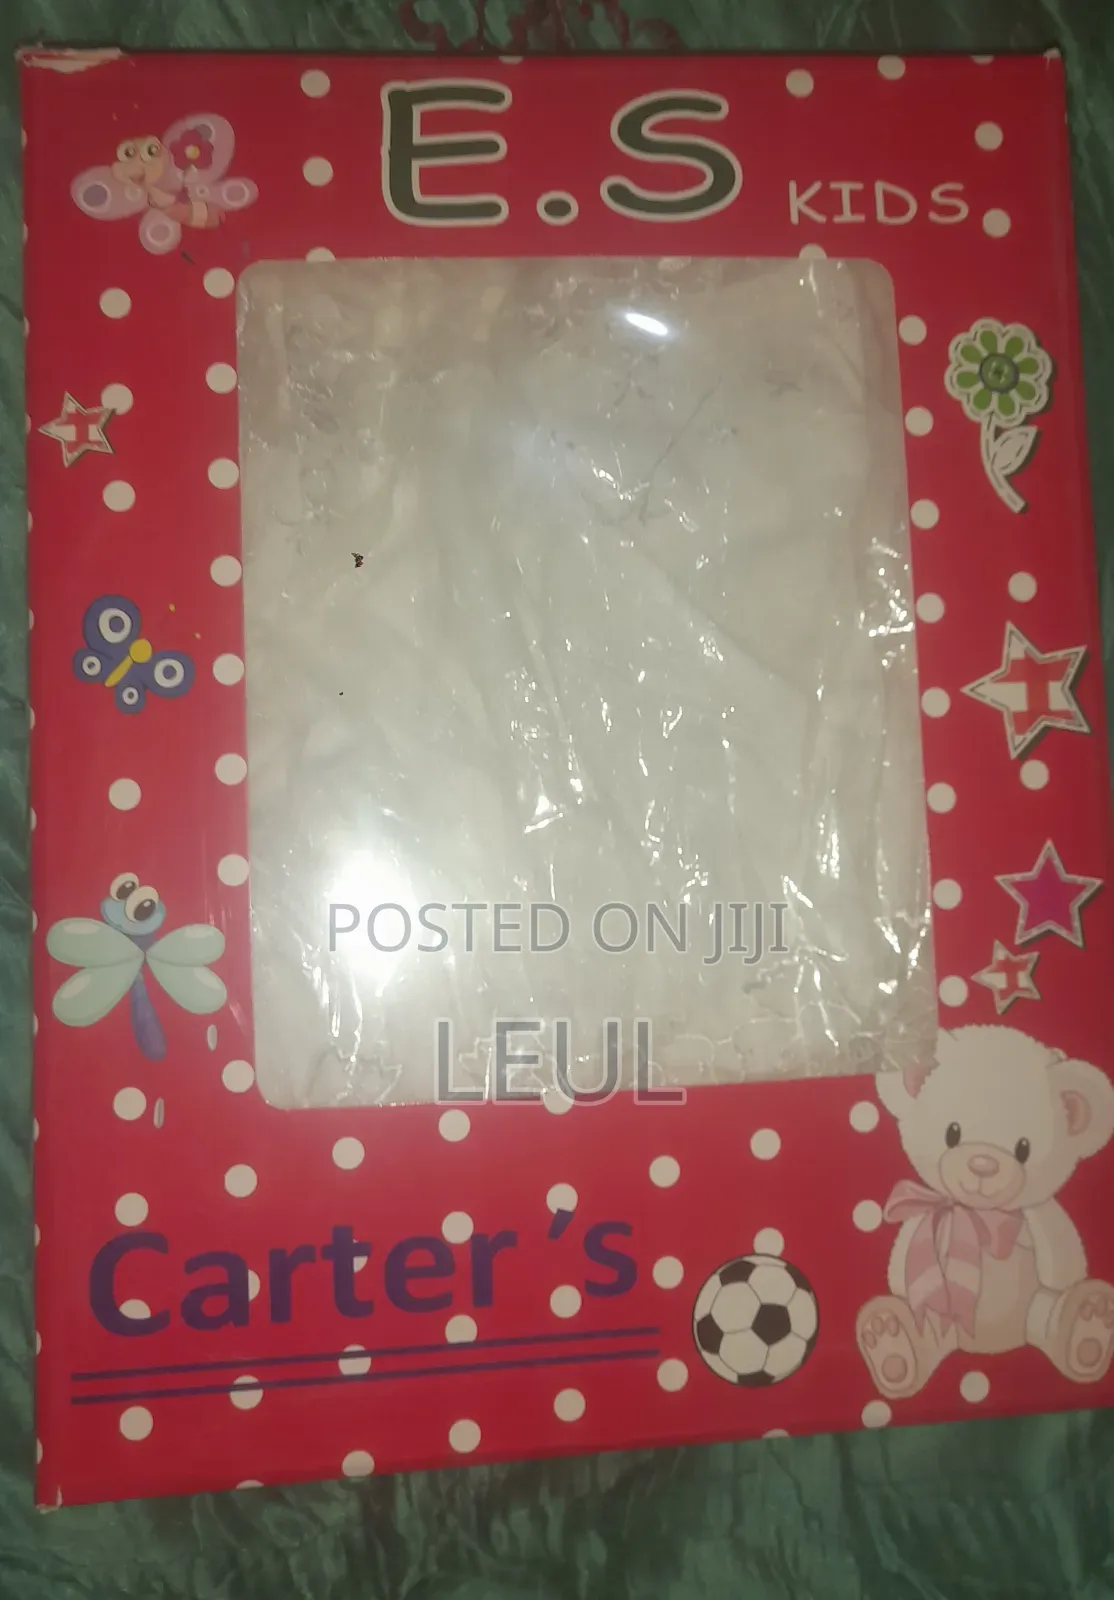 E.S KIDS
POSTED ON JIJI
LEUL
Carter's